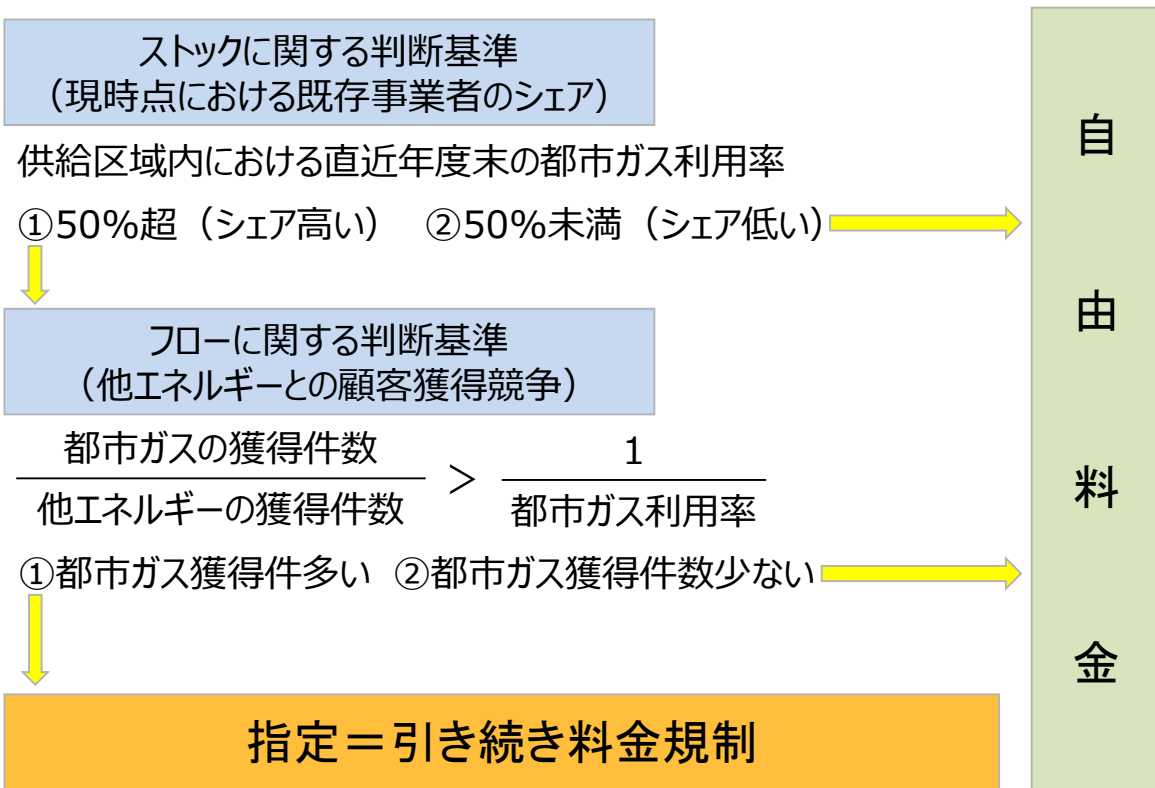 ストックに関する判断基準
（現時点における既存事業者のシェア）
供給区域内における直近年度末の都市ガス利用率
①50%超（シェア高い）　②50%未満（シェア低い）
フローに関する判断基準
（他エネルギーとの顧客獲得競争）
都市ガスの獲得件数
他エネルギーの獲得件数
＞
1
都市ガス利用率
①都市ガス獲得件多い ②都市ガス獲得件数少ない
指定＝引き続き料金規制
自
由
料
金